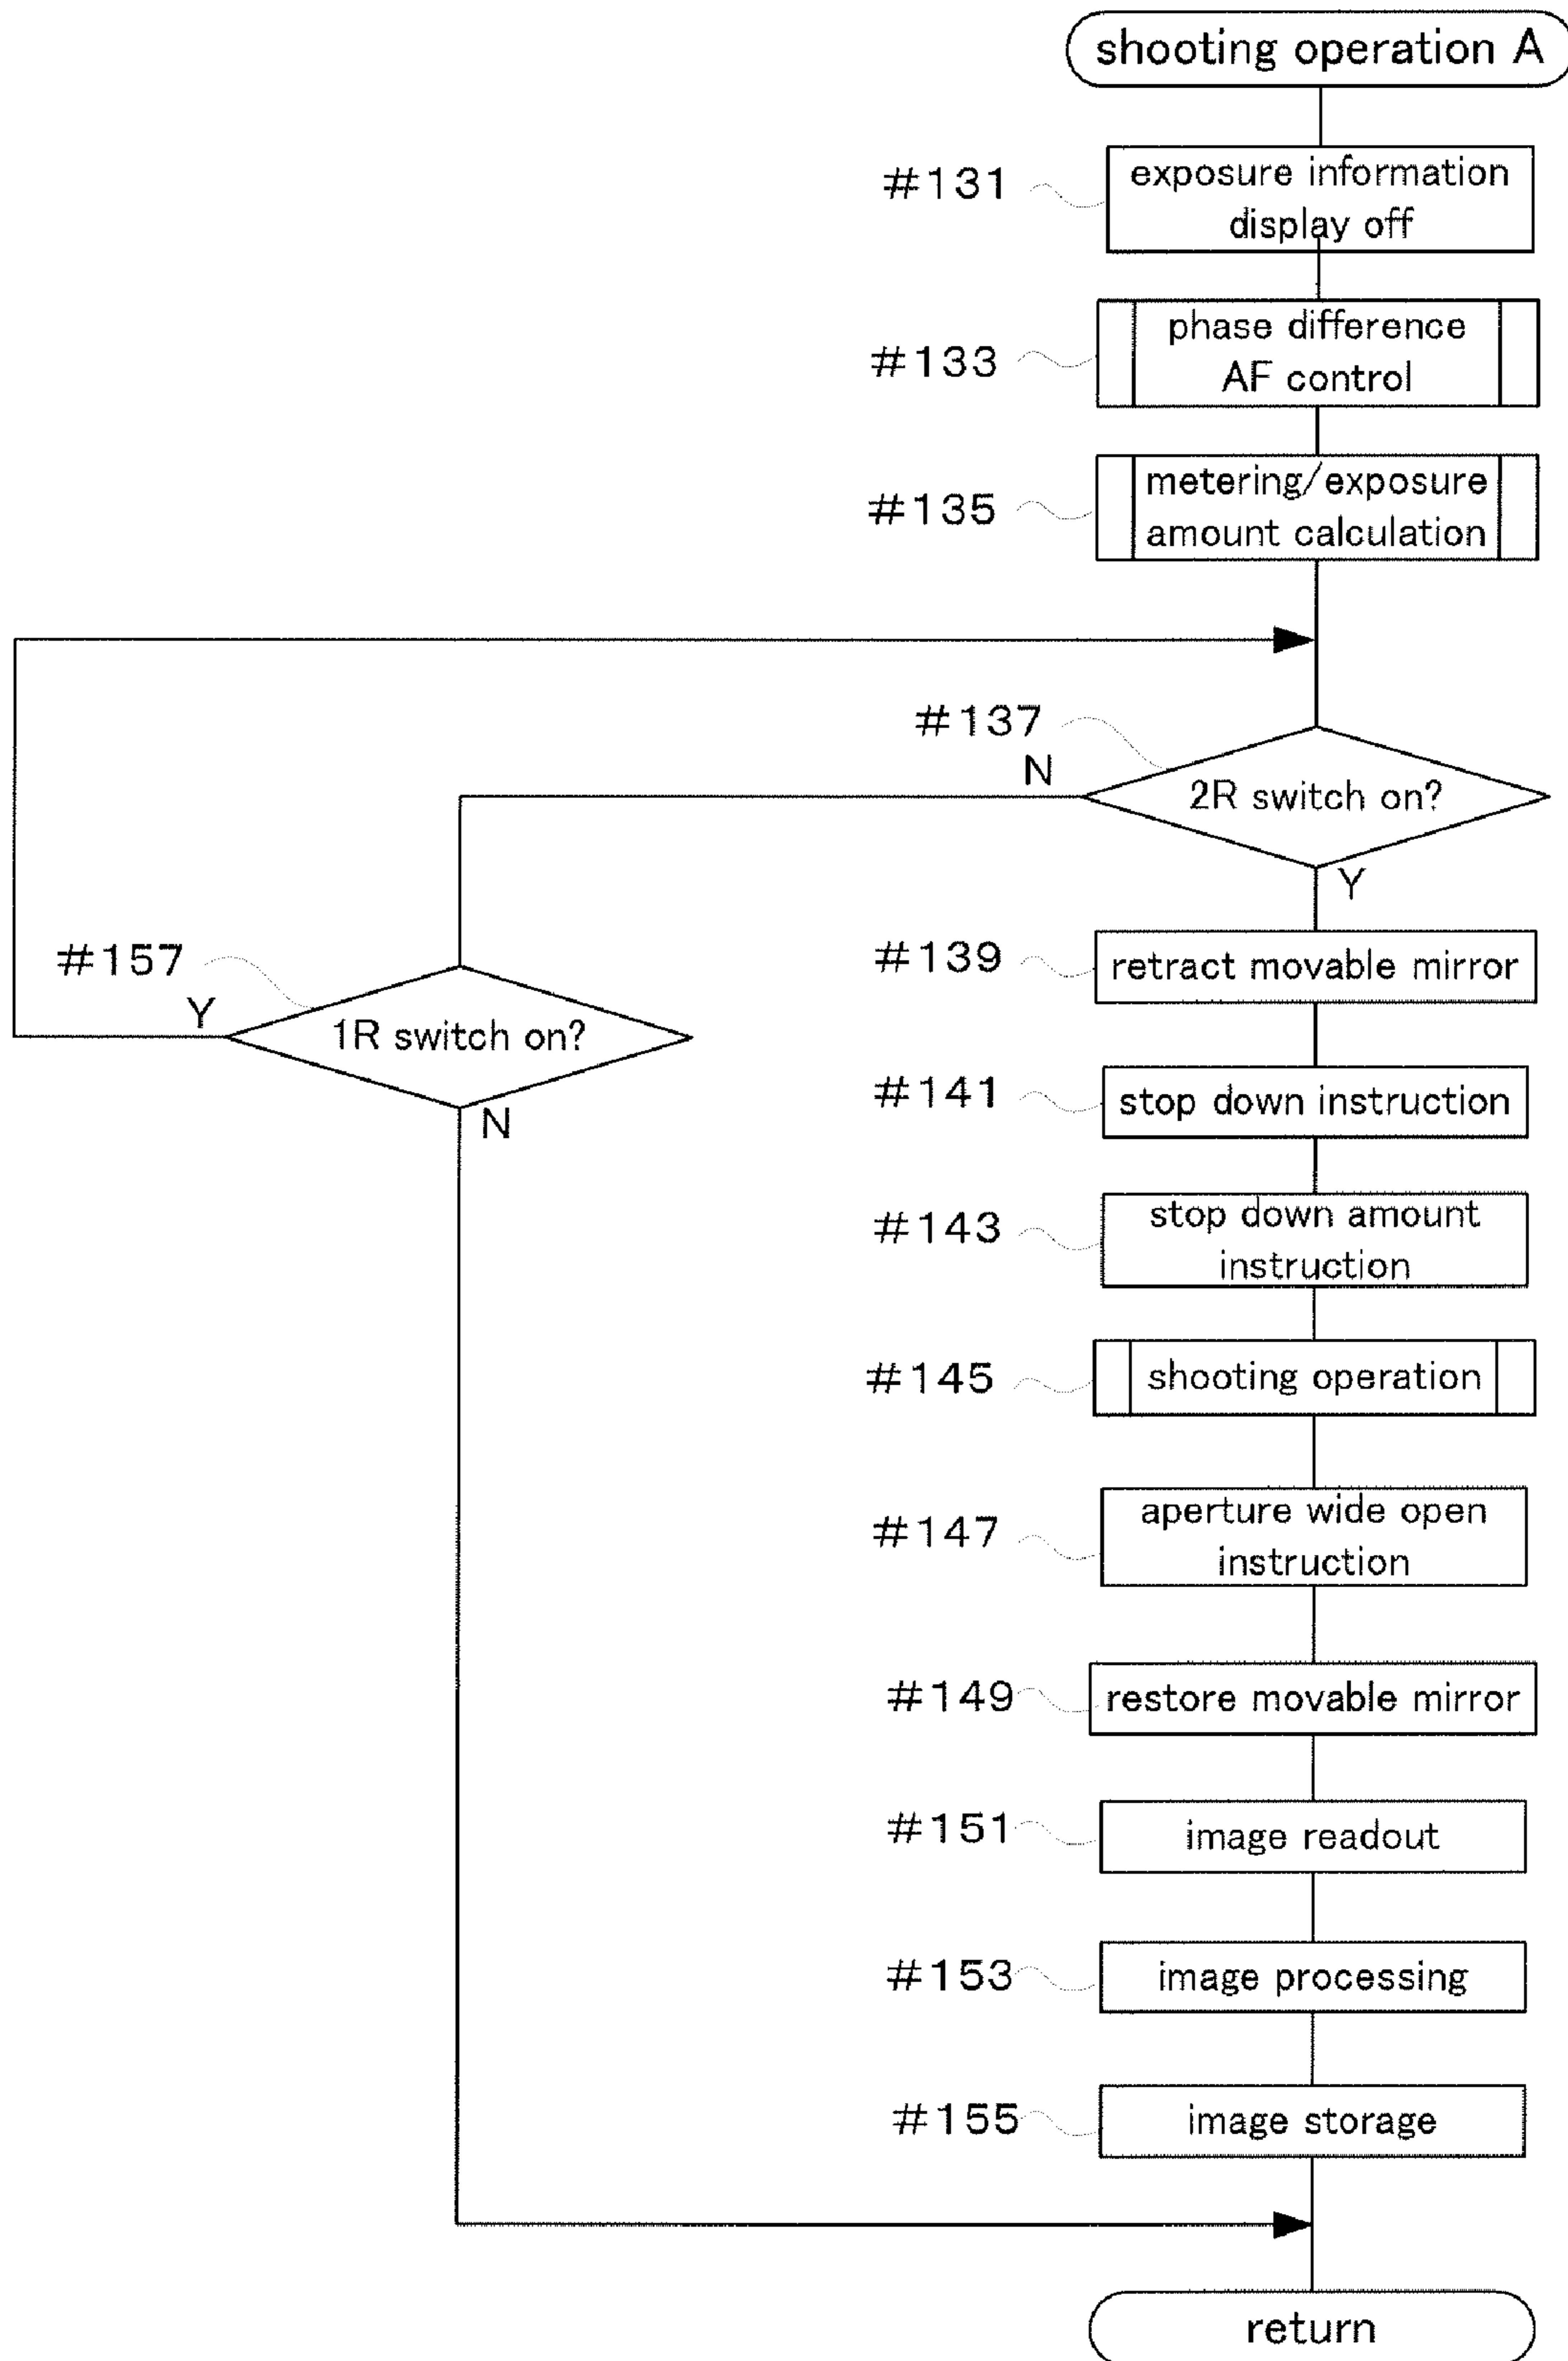 shooting operation A
#131
exposure information
display off
#133
phase difference
AF control
#135
metering/exposure
amount calculation
#137
N
2R switch on?
Y
#157
Y
1R switch on?
N
#139
retract movable mirror
#141
stop down instruction
#143
stop down amount
instruction
#145
shooting operation
#147
aperture wide open
instruction
#149
restore movable mirror
#151
image readout
#153
image processing
#155
image storage
return